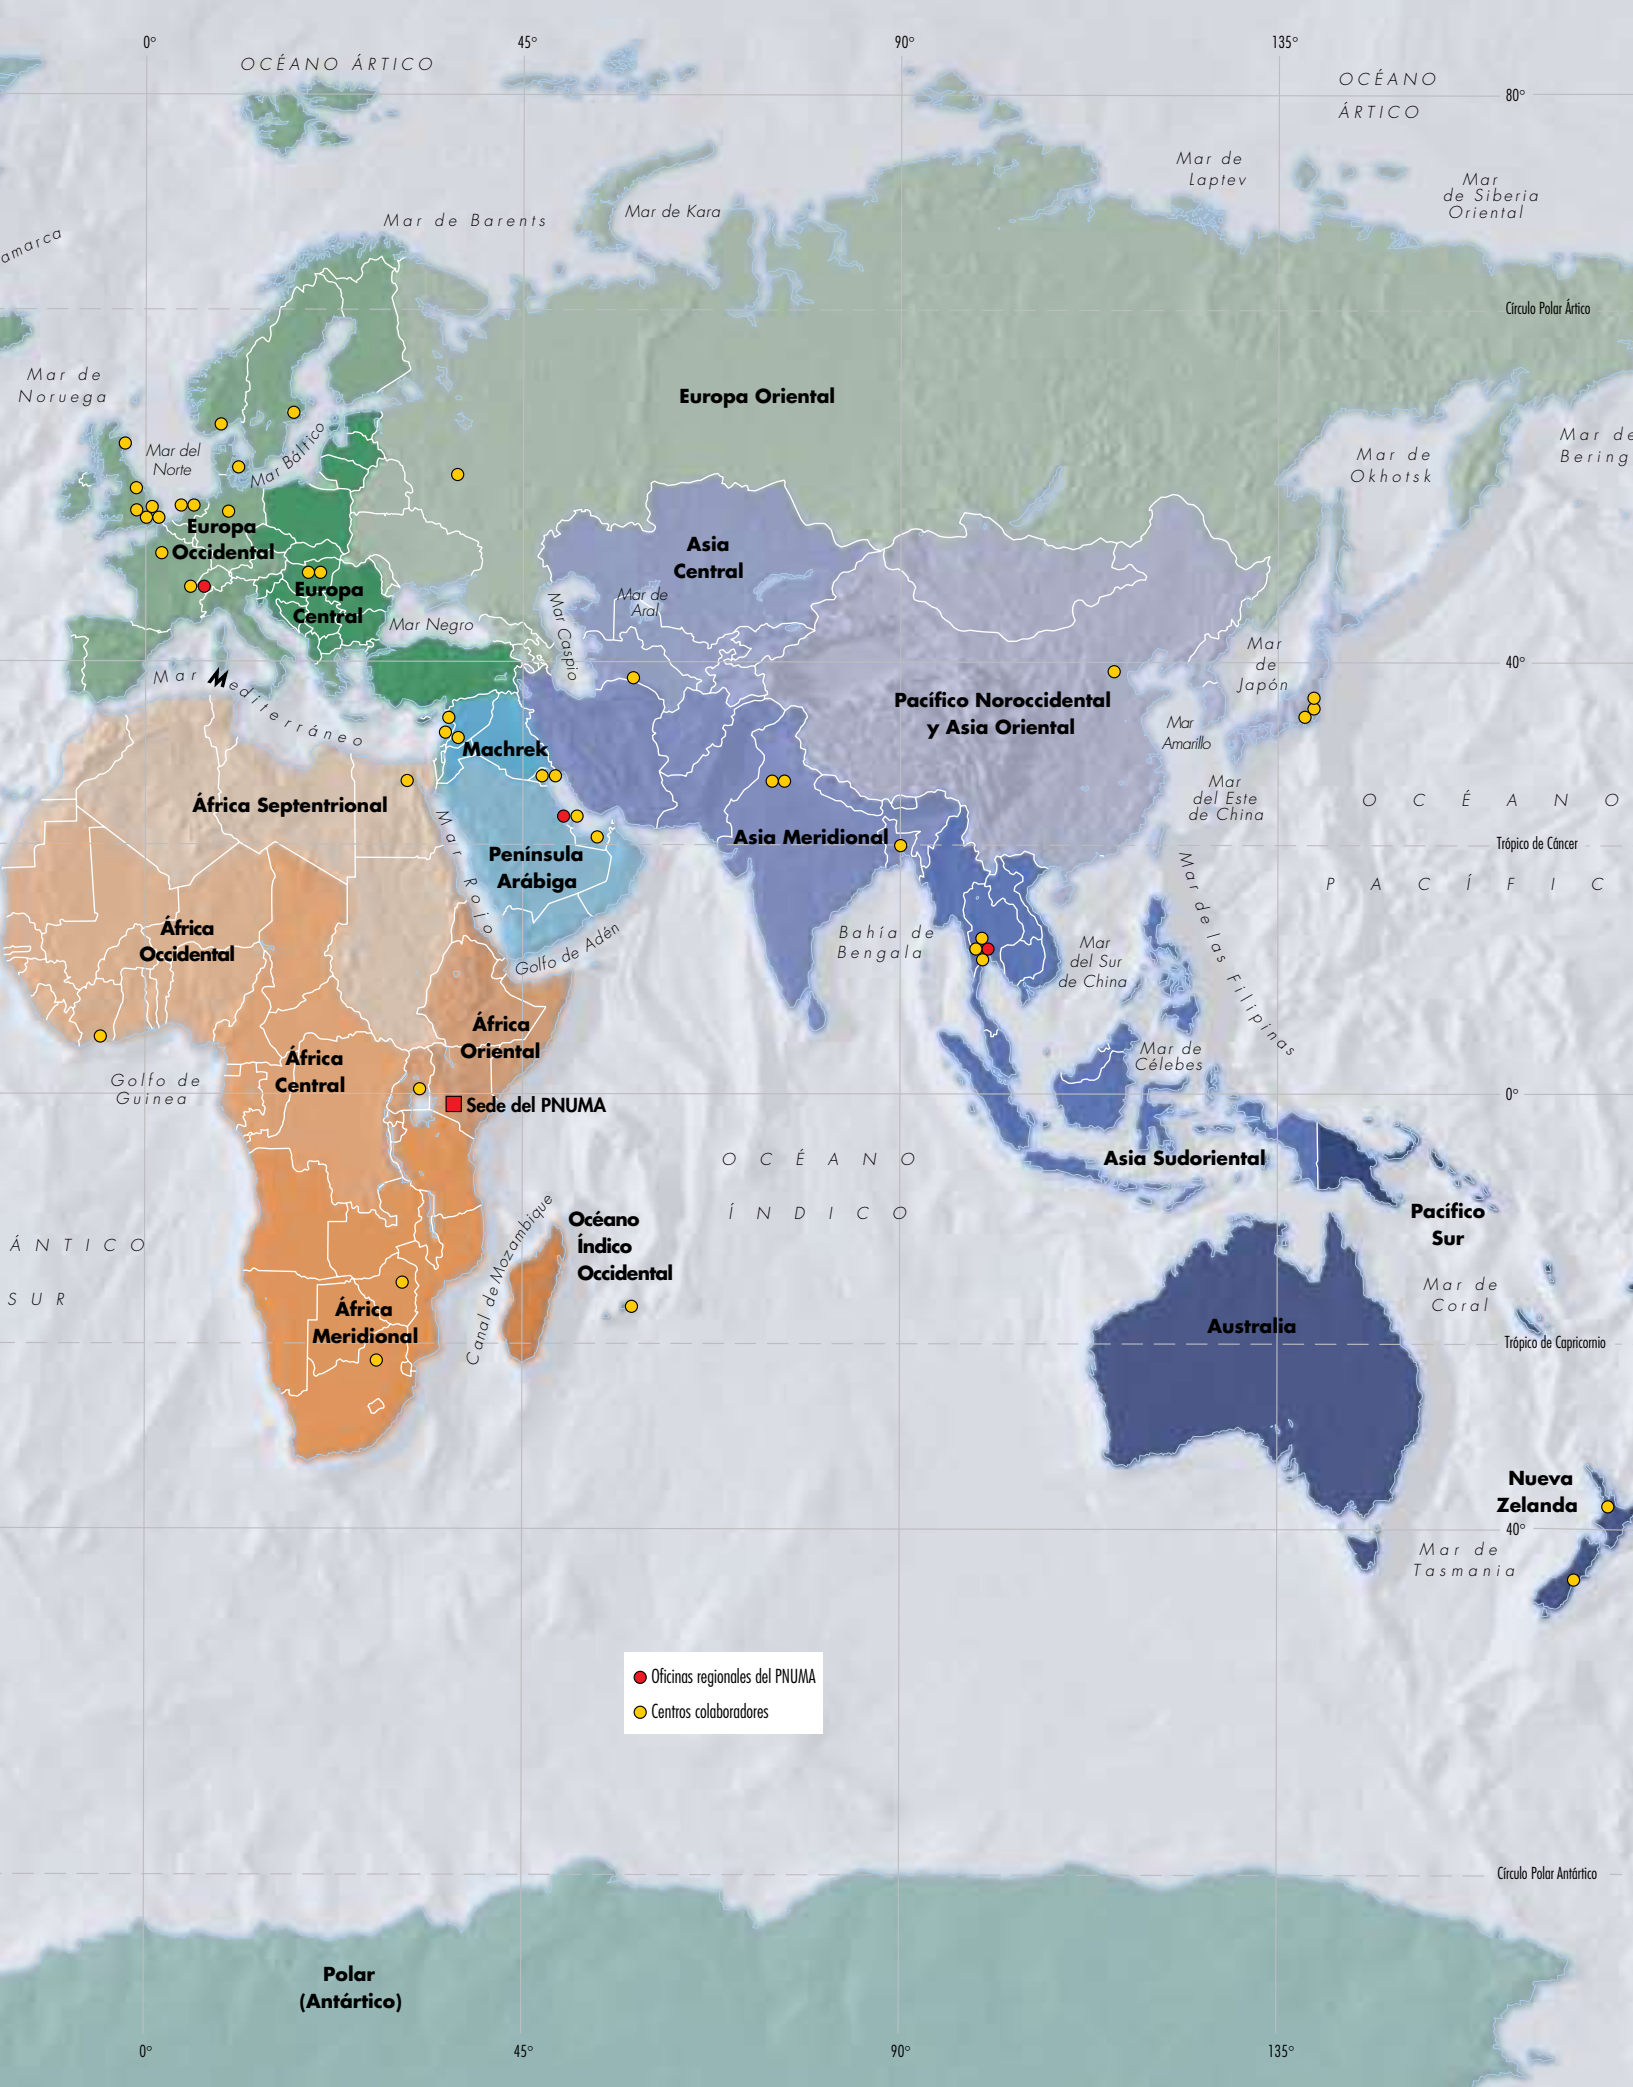 0°
45°
90°
135°
OCÉANO ÁRTICO
OCÉANO
ÁRTICO
80°
Mar de
Laptev
Mar
de Siberia
Oriental
Mar de Kara
Mar de Barents
amarca
Círculo Polar Ártico
Mar de
Noruega
Europa Oriental
Mar de
Bering
Mar de
Okhotsk
Mar del
Norte
Mar Báltico
Europa
Occidental
Asia
Central
Europa
Central
Mar de
Aral
Mar Caspio
Mar Negro
Mar
de
Japón
40°
Mar Mediterráneo
Pacífico Noroccidental
y Asia Oriental
Mar
Amarillo
Machrek
Mar
del Este
de China
OCÉANO
África Septentrional
Mar Rojo
Asia Meridional
Trópico de Cáncer
Península
Arábiga
PACÍFIC
Mar de las Filipinas
África
Occidental
Golfo de Adén
Bahía de
Bengala
Mar
del Sur
de China
África
Oriental
África
Central
Mar de
Célebes
Golfo de
Guinea
0°
Sede del PNUMA
OCÉANO
ÍNDICO
Asia Sudoriental
Canal de Mozambique
Océano
Índico
Occidental
Pacífico
Sur
ÁNTICO
SUR
Mar de
Coral
África
Meridional
Australia
Trópico de Capricornio
Nueva
Zelanda
40°
Mar de
Tasmania
Oficinas regionales del PNUMA
Centros colaboradores
Círculo Polar Antártico
Polar
(Antártico)
0°
45°
90°
135°